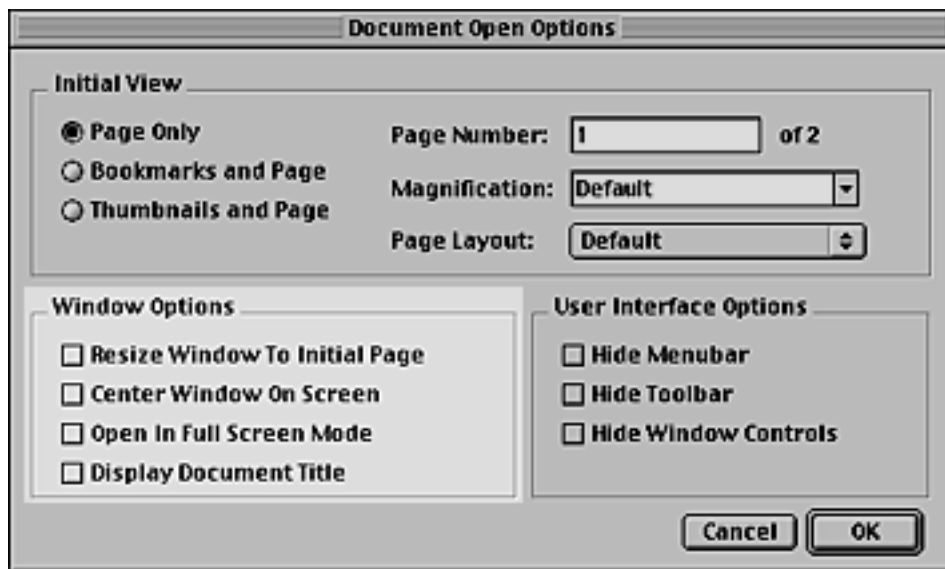 Document Open Options
Initial View
Page Only
Bookmarks and Page
Thumbnails and Page
Page Number: 1 of 2
Magnification: Default
Page Layout: Default
Window Options
Resize Window To Initial Page
Center Window On Screen
Open In Full Screen Mode
Display Document Title
User Interface Options
Hide Menubar
Hide Toolbar
Hide Window Controls
Cancel OK